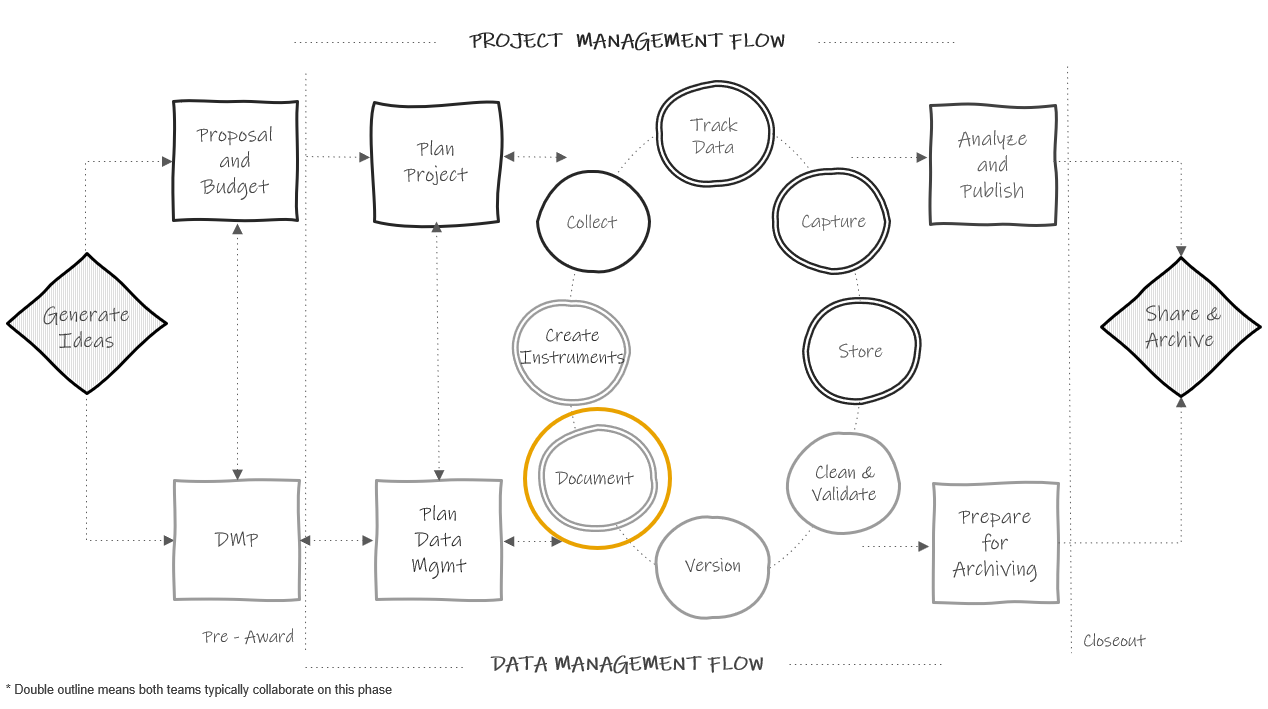 PROJECT MANAGEMENT FLOW
Proposal
and
Budget
Plan
Project
Track
Data
Analyze
and
Publish
Collect
Capture
Generate
Ideas
Create
Instruments
Store
Share &
Archive
Document
Clean &
Validate
DMP
Plan
Data
Mgmt
Version
Prepare
for
Archiving
Pre - Award
Closeout
DATA MANAGEMENT FLOW
* Double outline means both teams typically collaborate on this phase